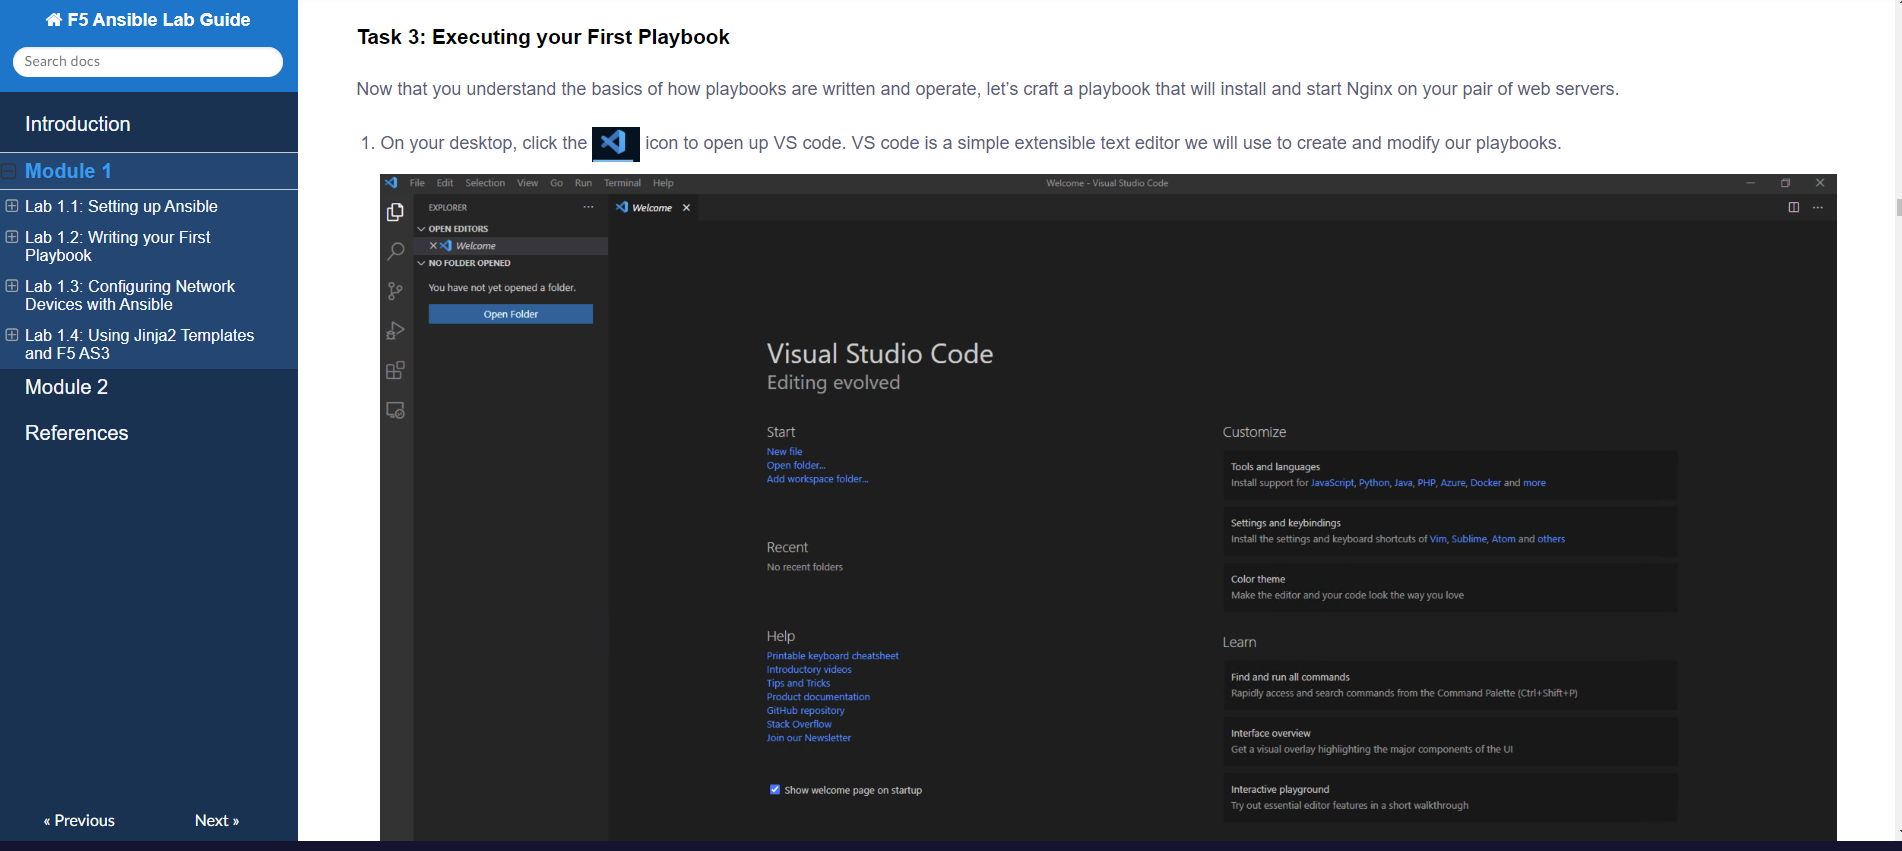 F5 Ansible Lab Guide
Search docs
Introduction
Module 1
Lab 1.1: Setting up Ansible
Lab 1.2: Writing your First
Playbook
Lab 1.3: Configuring Network
Devices with Ansible
Lab 1.4: Using Jinja2 Templates
and F5 AS3
Module 2
References
« Previous
Next »
Task 3: Executing your First Playbook
Now that you understand the basics of how playbooks are written and operate, let’s craft a playbook that will install and start Nginx on your pair of web servers.
1. On your desktop, click the icon to open up VS code. VS code is a simple extensible text editor we will use to create and modify our playbooks.
File Edit Selection View Go Run Terminal Help
Welcome - Visual Studio Code
EXPLORER
Welcome
OPEN EDITORS
Welcome
NO FOLDER OPENED
You have not yet opened a folder.
Open Folder
Visual Studio Code
Editing evolved
Start
New file
Open folder...
Add workspace folder...
Recent
No recent folders
Help
Printable keyboard cheatsheet
Introductory videos
Tips and Tricks
Product documentation
GitHub repository
Stack Overflow
Join our Newsletter
Show welcome page on startup
Customize
Tools and languages
Install support for JavaScript, Python, Java, PHP, Azure, Docker and more
Settings and keybindings
Install the settings and keyboard shortcuts of Vim, Sublime, Atom and others
Color theme
Make the editor and your code look the way you love
Learn
Find and run all commands
Rapidly access and search commands from the Command Palette (Ctrl+Shift+P)
Interface overview
Get a visual overlay highlighting the major components of the UI
Interactive playground
Try out essential editor features in a short walkthrough